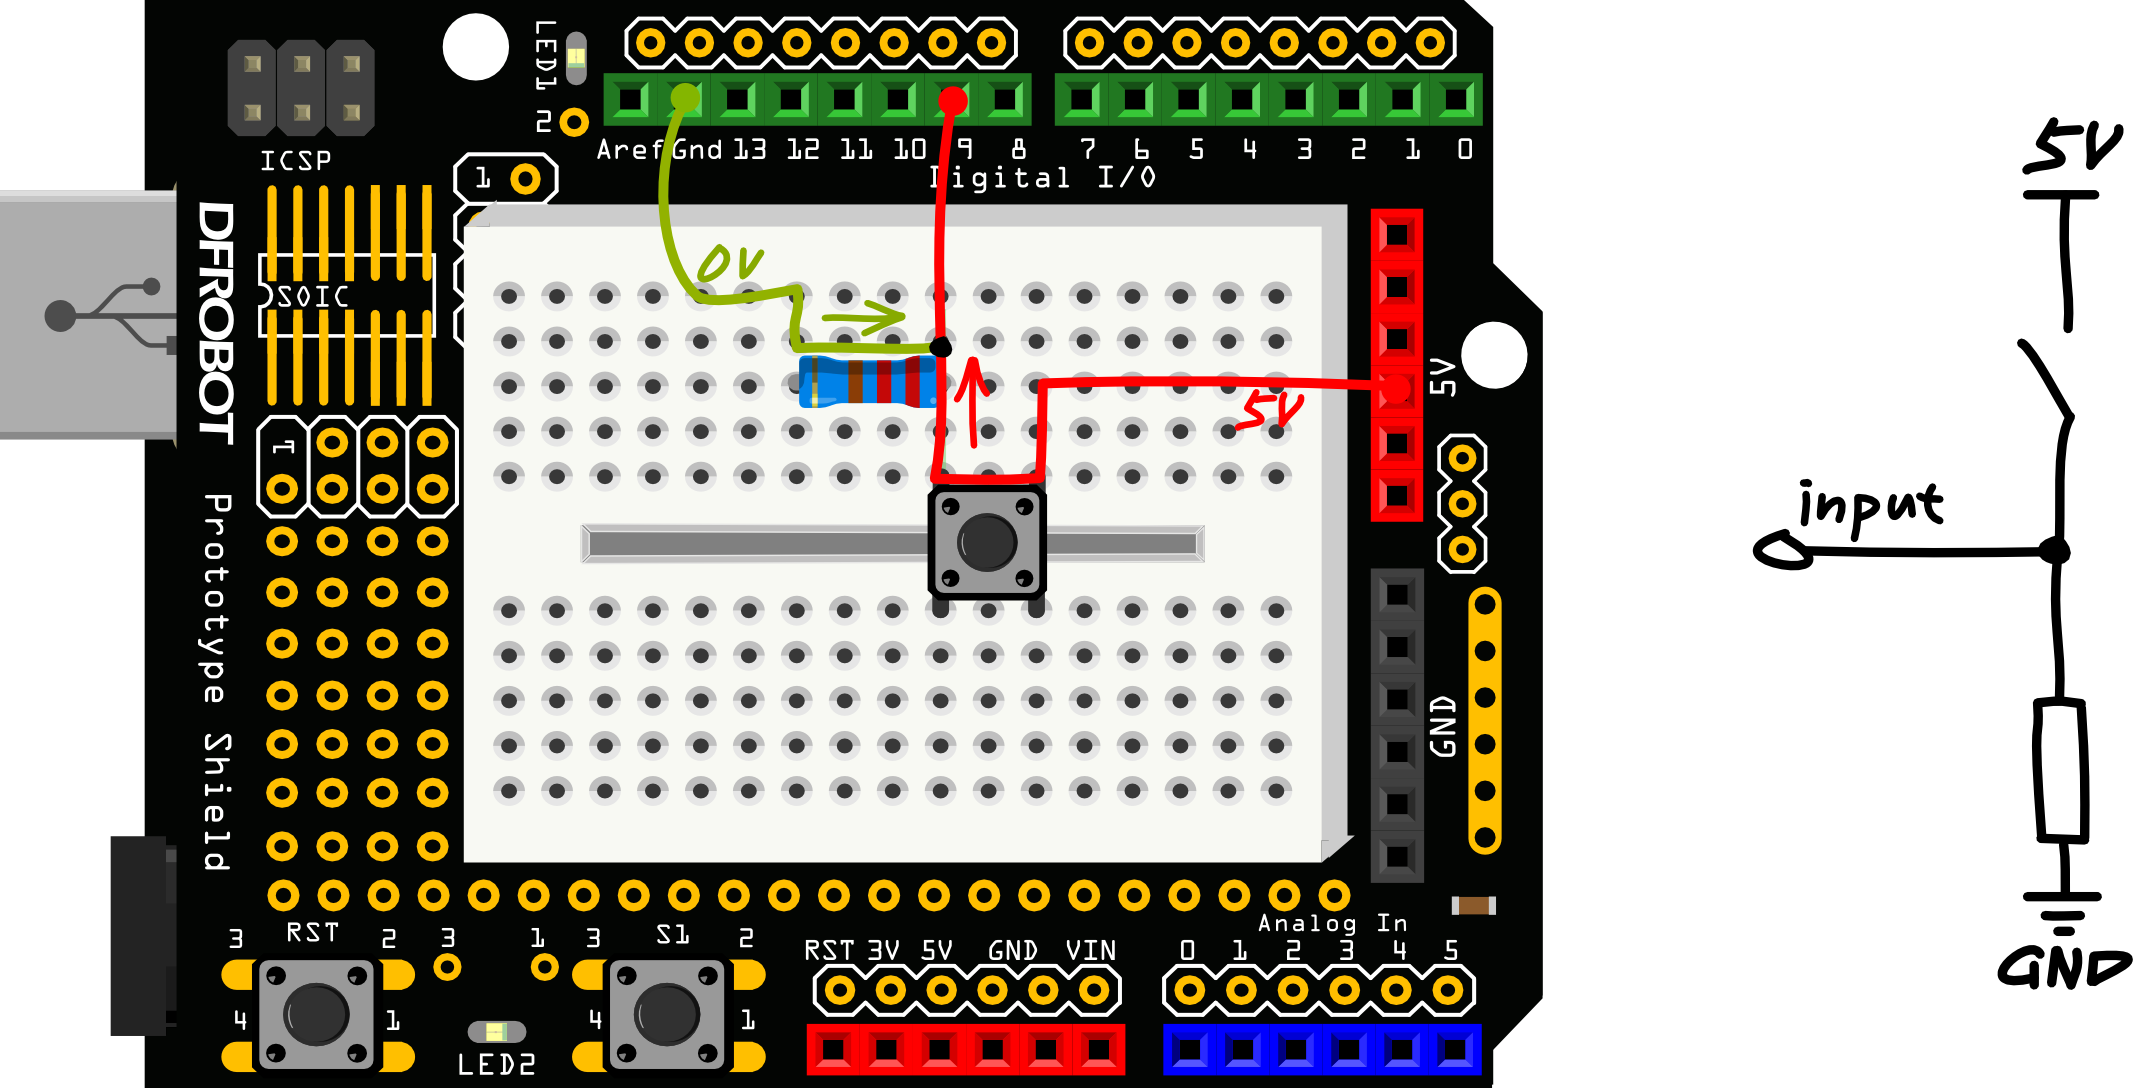 LED1
2
ICSP
1
Aref Gnd 13 12 11 10 9 8 7 6 5 4 3 2 1 0
Digital I/O
5V
DFROBOT
0V
SOIC
5V
5V
1
input
Prototype Shield
GND
GND
Analog In
3 RST 2 3 1 3 S1 2
RST 3V 5V GND VIN 0 1 2 3 4 5
4 1 4 1
LED2